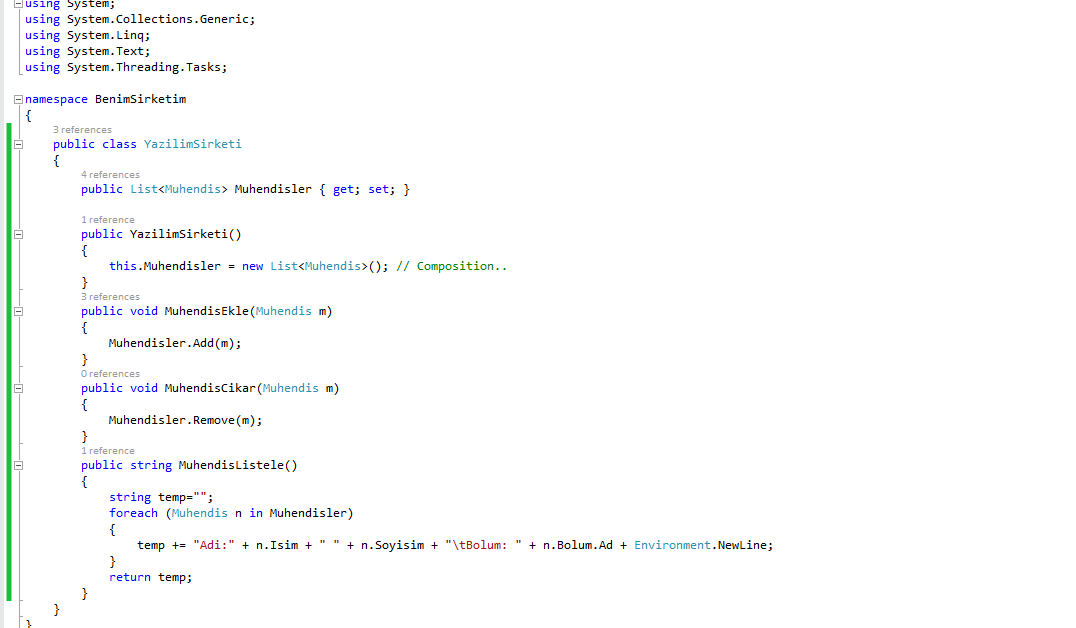 using System;
using System.Collections.Generic;
using System.Linq;
using System.Text;
using System.Threading.Tasks;
namespace BenimSirketim
{
3 references
public class YazilimSirketi
{
4 references
public List<Muhendis> Muhendisler { get; set; }
1 reference
public YazilimSirketi()
{
this.Muhendisler = new List<Muhendis>(); // Composition..
}
3 references
public void MuhendisEkle(Muhendis m)
{
Muhendisler.Add(m);
}
0 references
public void MuhendisCikar(Muhendis m)
{
Muhendisler.Remove(m);
}
1 reference
public string MuhendisListele()
{
string temp="";
foreach (Muhendis n in Muhendisler)
{
temp += "Adi:" + n.Isim + " " + n.Soyisim + "\tBolum: " + n.Bolum.Ad + Environment.NewLine;
}
return temp;
}
}
}